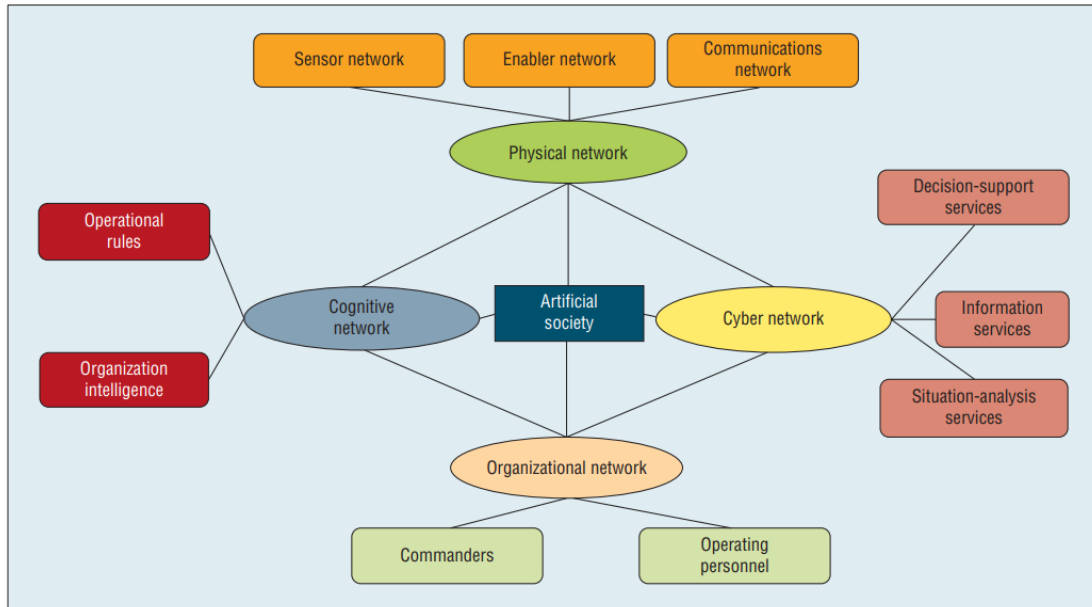 Sensor network
Enabler network
Communications
network
Physical network
Decision-support
services
Operational
rules
Cognitive
network
Artificial
society
Cyber network
Information
services
Organization
intelligence
Situation-analysis
services
Organizational network
Commanders
Operating
personnel